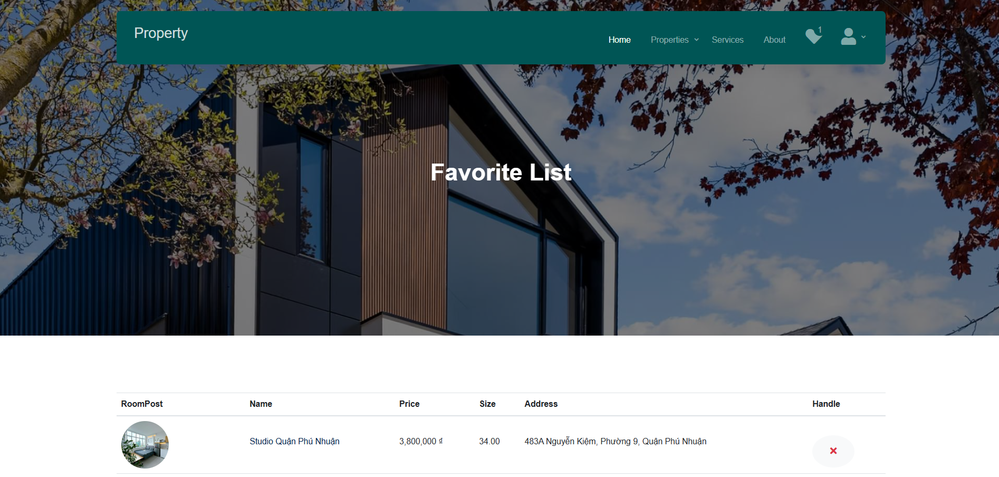 Property
Home Properties Services About 1
Favorite List
RoomPost Name Price Size Address Handle
Studio Quận Phú Nhuận 3,800,000 ₫ 34.00 483A Nguyễn Kiệm, Phường 9, Quận Phú Nhuận